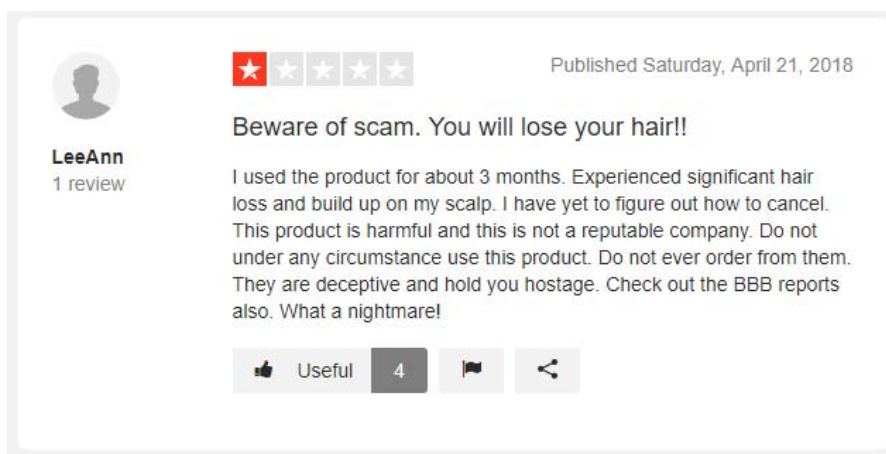 Published Saturday, April 21, 2018
Beware of scam. You will lose your hair!!
LeeAnn
1 review
I used the product for about 3 months. Experienced significant hair
loss and build up on my scalp. I have yet to figure out how to cancel.
This product is harmful and this is not a reputable company. Do not
under any circumstance use this product. Do not ever order from them.
They are deceptive and hold you hostage. Check out the BBB reports
also. What a nightmare!
Useful 4